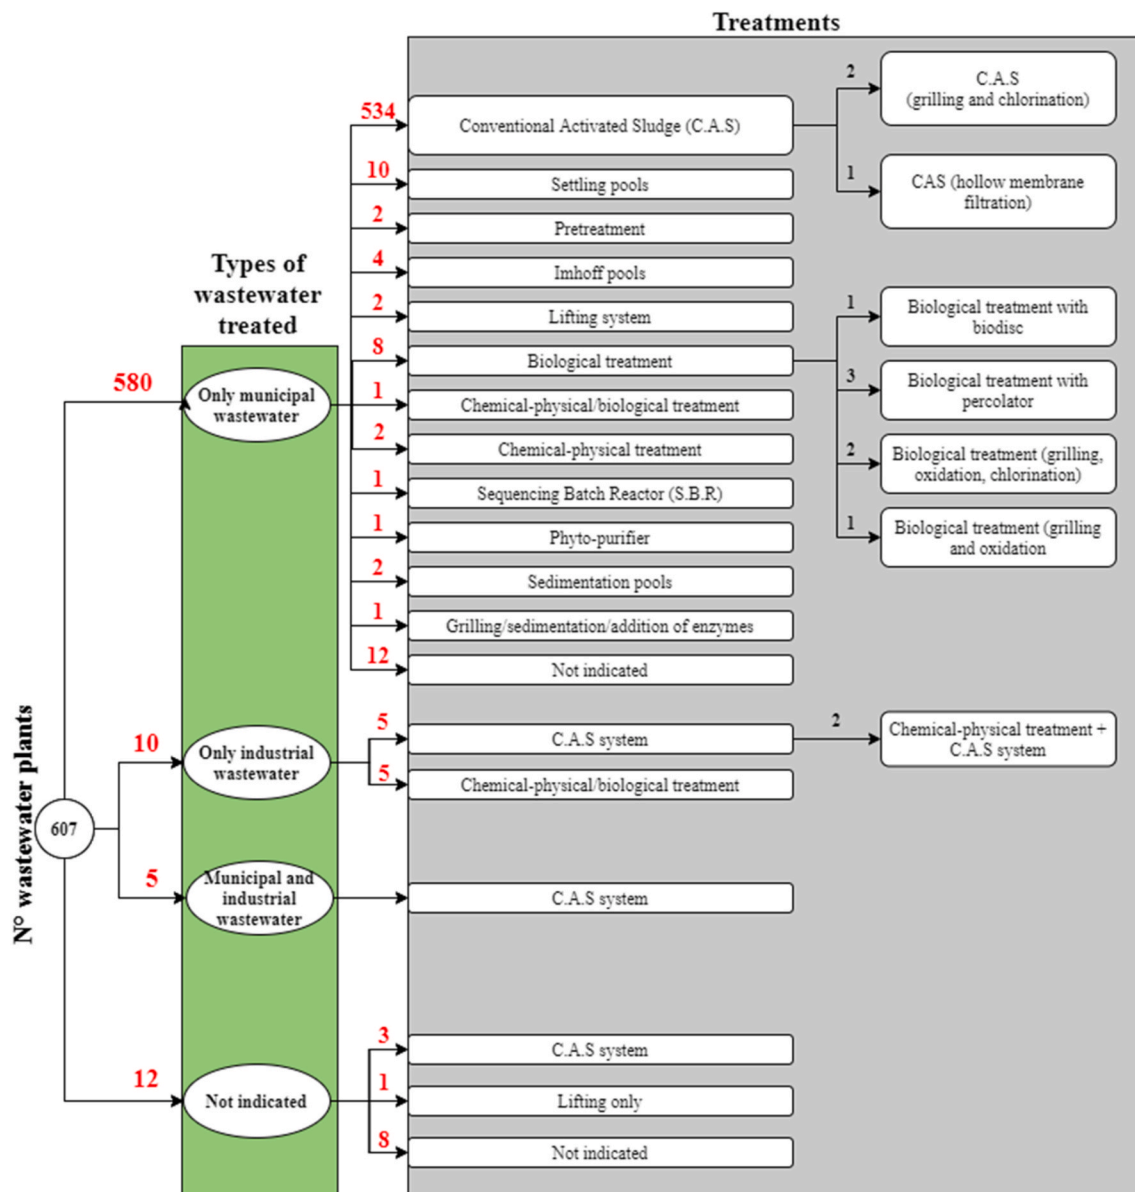 Treatments
Types of
wastewater
treated
N° wastewater plants
607
580
10
5
12
Only municipal
wastewater
534
Conventional Activated Sludge (C.A.S)
2
C.A.S
(grilling and chlorination)
1
CAS (hollow membrane
filtration)
10
Settling pools
2
Pretreatment
4
Imhoff pools
2
Lifting system
8
Biological treatment
1
Biological treatment with
biodisc
3
Biological treatment with
percolator
2
Biological treatment (grilling,
oxidation, chlorination)
1
Biological treatment (grilling
and oxidation
1
Chemical-physical/biological treatment
2
Chemical-physical treatment
1
Sequencing Batch Reactor (S.B.R)
1
Phyto-purifier
2
Sedimentation pools
1
Grilling/sedimentation/addition of enzymes
12
Not indicated
Only industrial
wastewater
5
C.A.S system
2
Chemical-physical treatment +
C.A.S system
5
Chemical-physical/biological treatment
Municipal and
industrial
wastewater
C.A.S system
Not indicated
3
C.A.S system
1
Lifting only
8
Not indicated